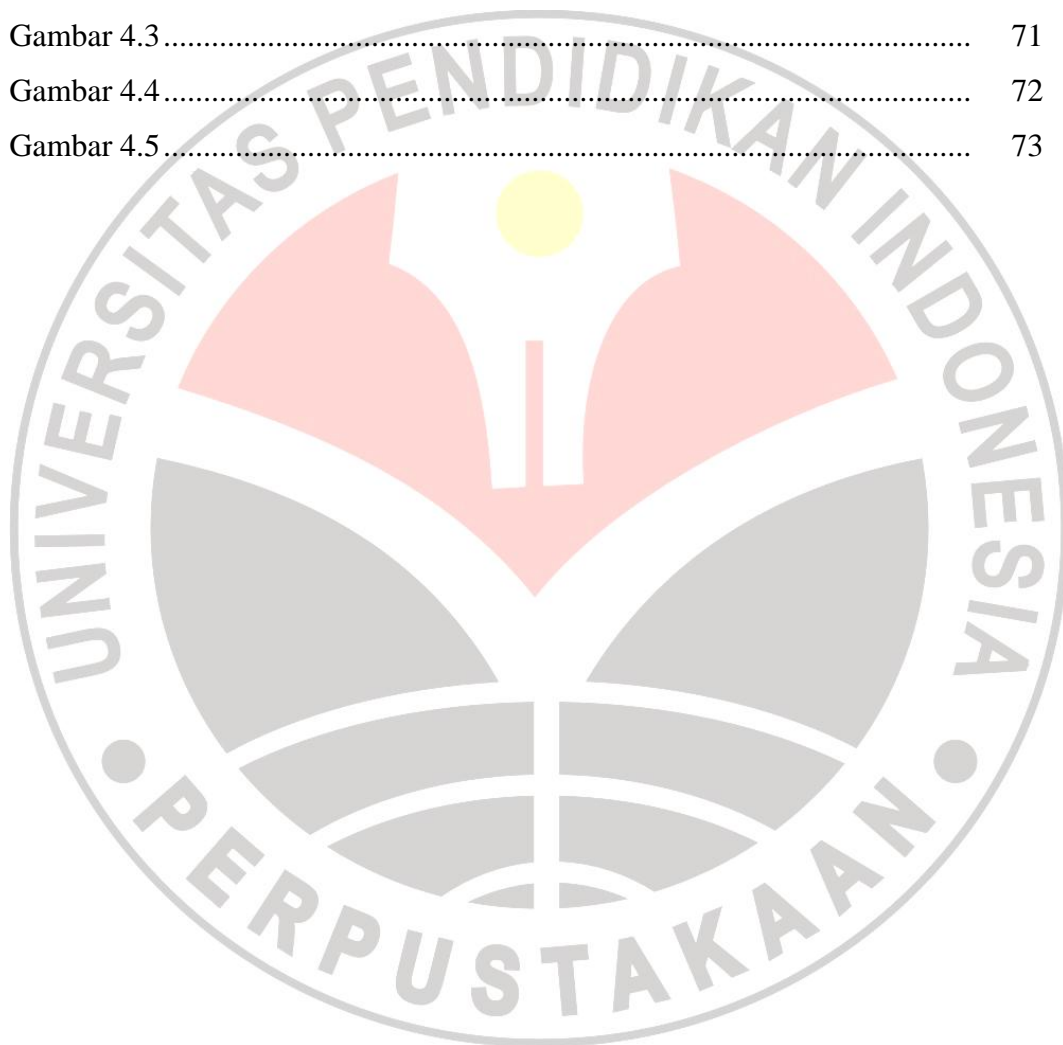 Gambar 4.3 ..................................................................................................... 71
Gambar 4.4 ..................................................................................................... 72
Gambar 4.5 ..................................................................................................... 73
UNIVERSITAS PENDIDIKAN INDONESIA
PERPUSTAKAAN